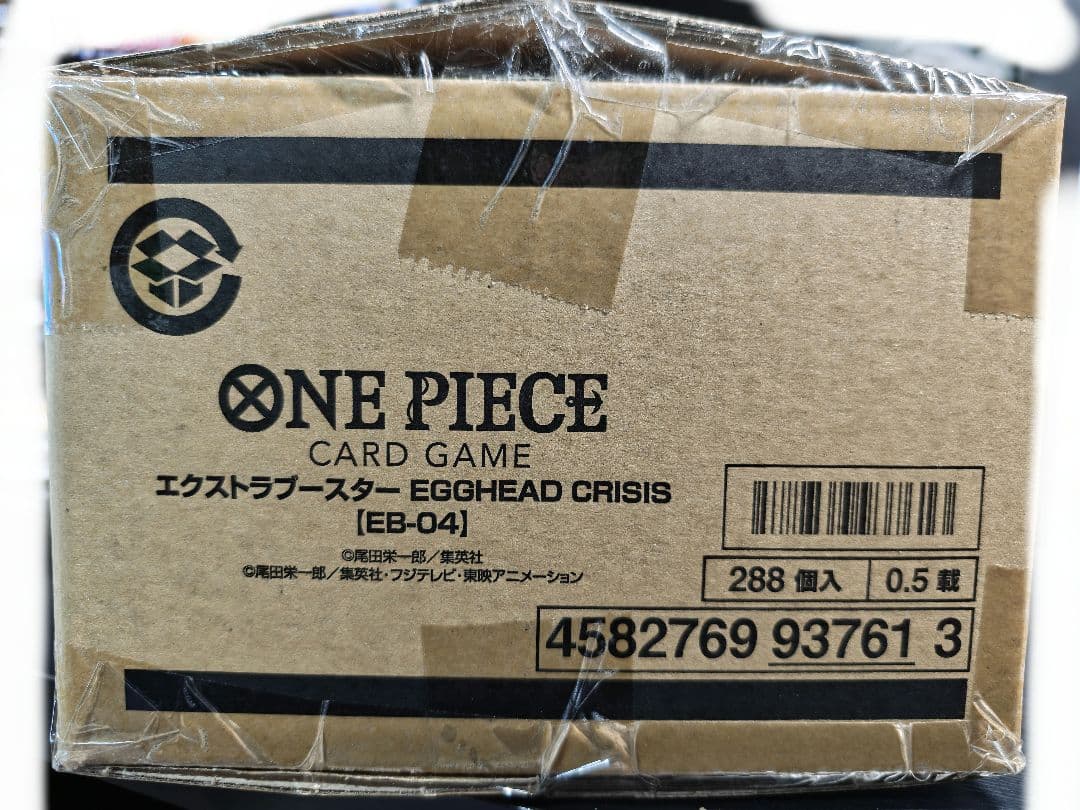 ONE PIECE
CARD GAME
エクストラブースター EGGHEAD CRISIS
【EB-04】
©尾田栄一郎／集英社
©尾田栄一郎／集英社・フジテレビ・東映アニメーション
288 個入 0.5 載
4582769 93761 3